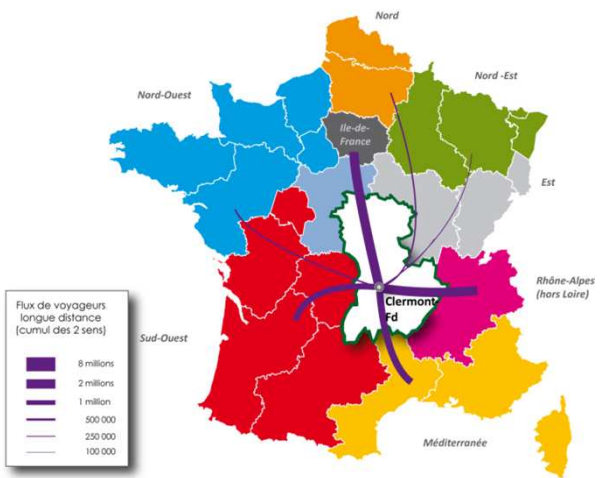 Nord
Nord -Est
Nord-Ouest
Ile-de-
France
Est
Rhône-Alpes
(hors Loire)
Clermont
Fd
Flux de voyageurs
longue distance
(cumul des 2 sens)
8 millions
2 millions
1 million
500 000
250 000
100 000
Sud-Ouest
Méditerranée